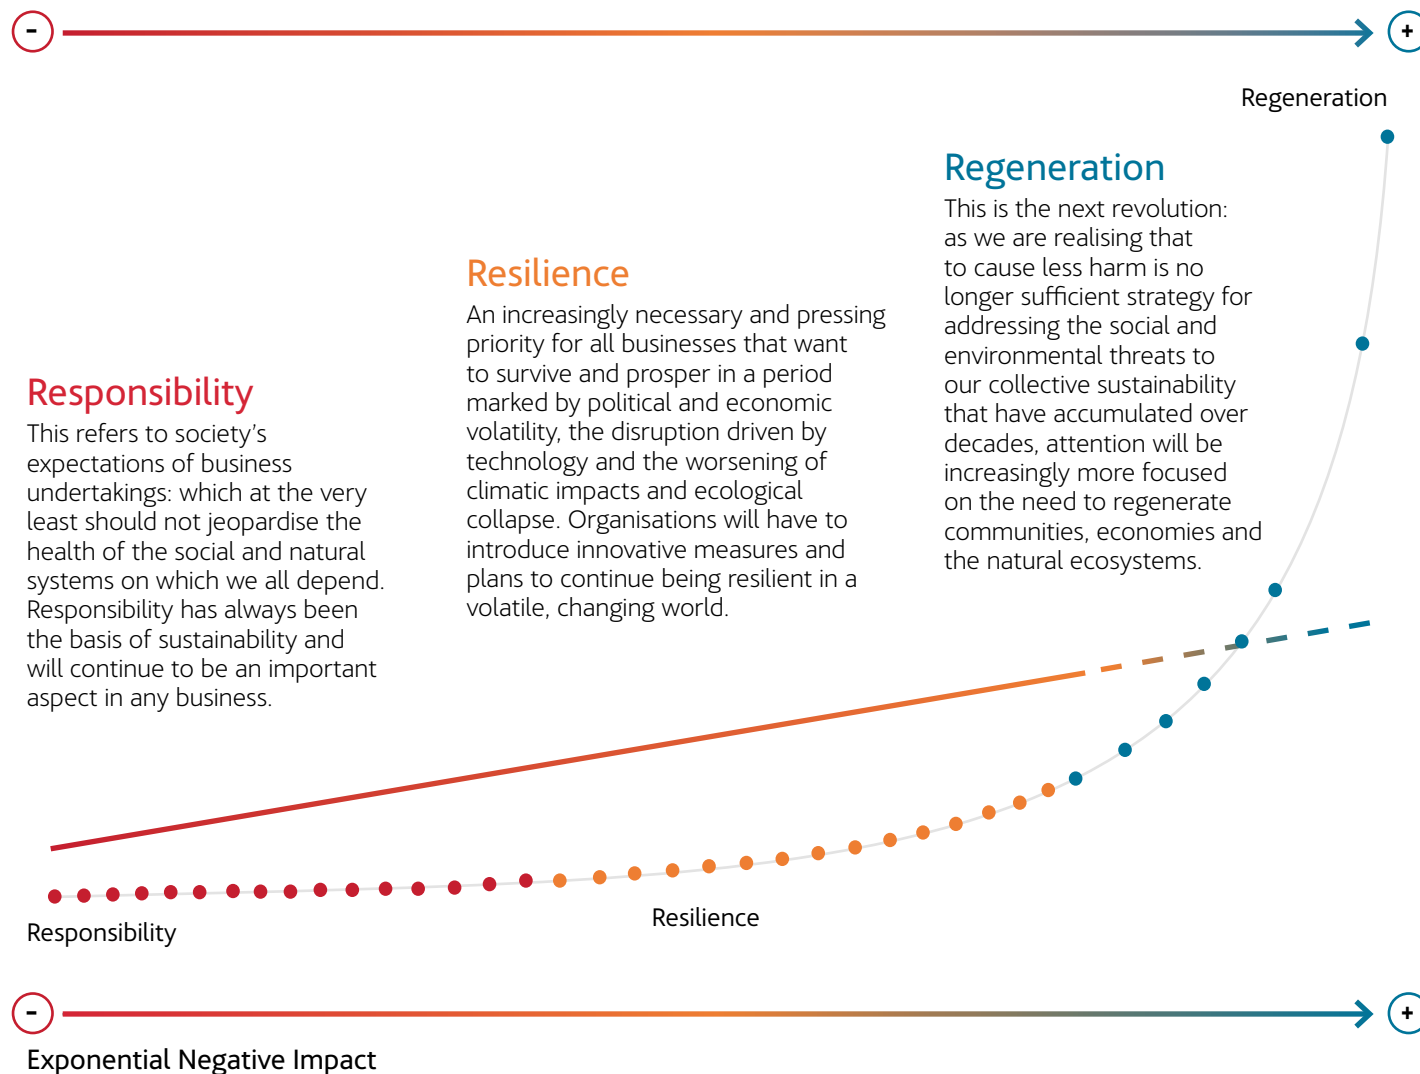 -
+
Regeneration
Regeneration
This is the next revolution:
as we are realising that
to cause less harm is no
longer sufficient strategy for
addressing the social and
environmental threats to
our collective sustainability
that have accumulated over
decades, attention will be
increasingly more focused
on the need to regenerate
communities, economies and
the natural ecosystems.
Resilience
An increasingly necessary and pressing
priority for all businesses that want
to survive and prosper in a period
marked by political and economic
volatility, the disruption driven by
technology and the worsening of
climatic impacts and ecological
collapse. Organisations will have to
introduce innovative measures and
plans to continue being resilient in a
volatile, changing world.
Responsibility
This refers to society’s
expectations of business
undertakings: which at the very
least should not jeopardise the
health of the social and natural
systems on which we all depend.
Responsibility has always been
the basis of sustainability and
will continue to be an important
aspect in any business.
Responsibility
Resilience
-
+
Exponential Negative Impact